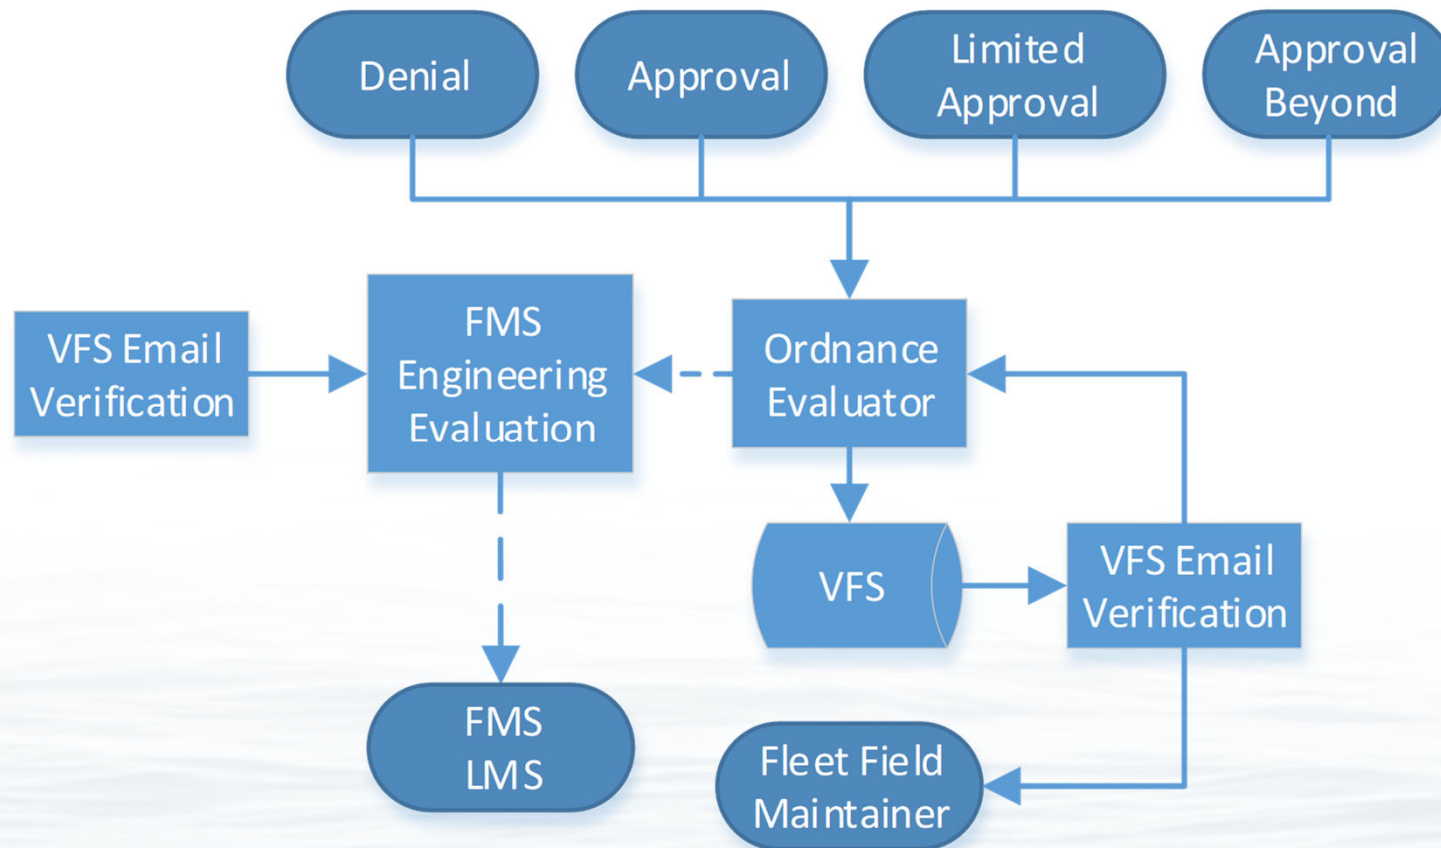 Denial
Approval
Limited
Approval
Approval
Beyond
VFS Email
Verification
FMS
Engineering
Evaluation
Ordnance
Evaluator
VFS
VFS Email
Verification
FMS
LMS
Fleet Field
Maintainer